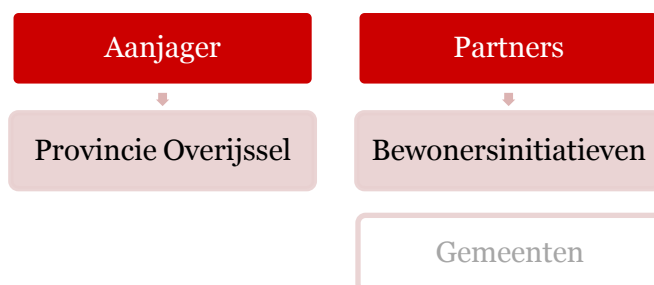 Aanjager
Provincie Overijssel
Partners
Bewonersinitiatieven
Gemeenten